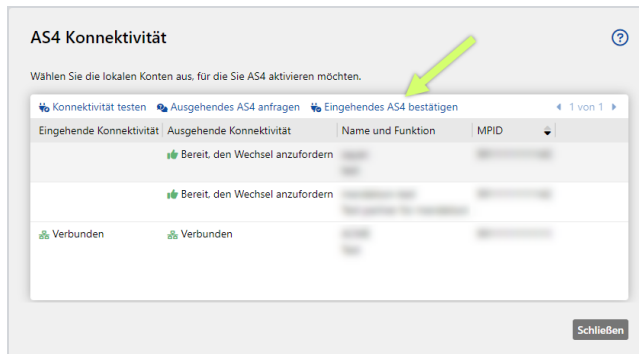 AS4 Konnektivität
Wählen Sie die lokalen Konten aus, für die Sie AS4 aktivieren möchten.
Konnektivität testen Ausgehendes AS4 anfragen Eingehendes AS4 bestätigen 1 von 1
Eingehende Konnektivität Ausgehende Konnektivität Name und Funktion MPID
Bereit, den Wechsel anzufordern
Bereit, den Wechsel anzufordern
Verbunden Verbunden
Schließen